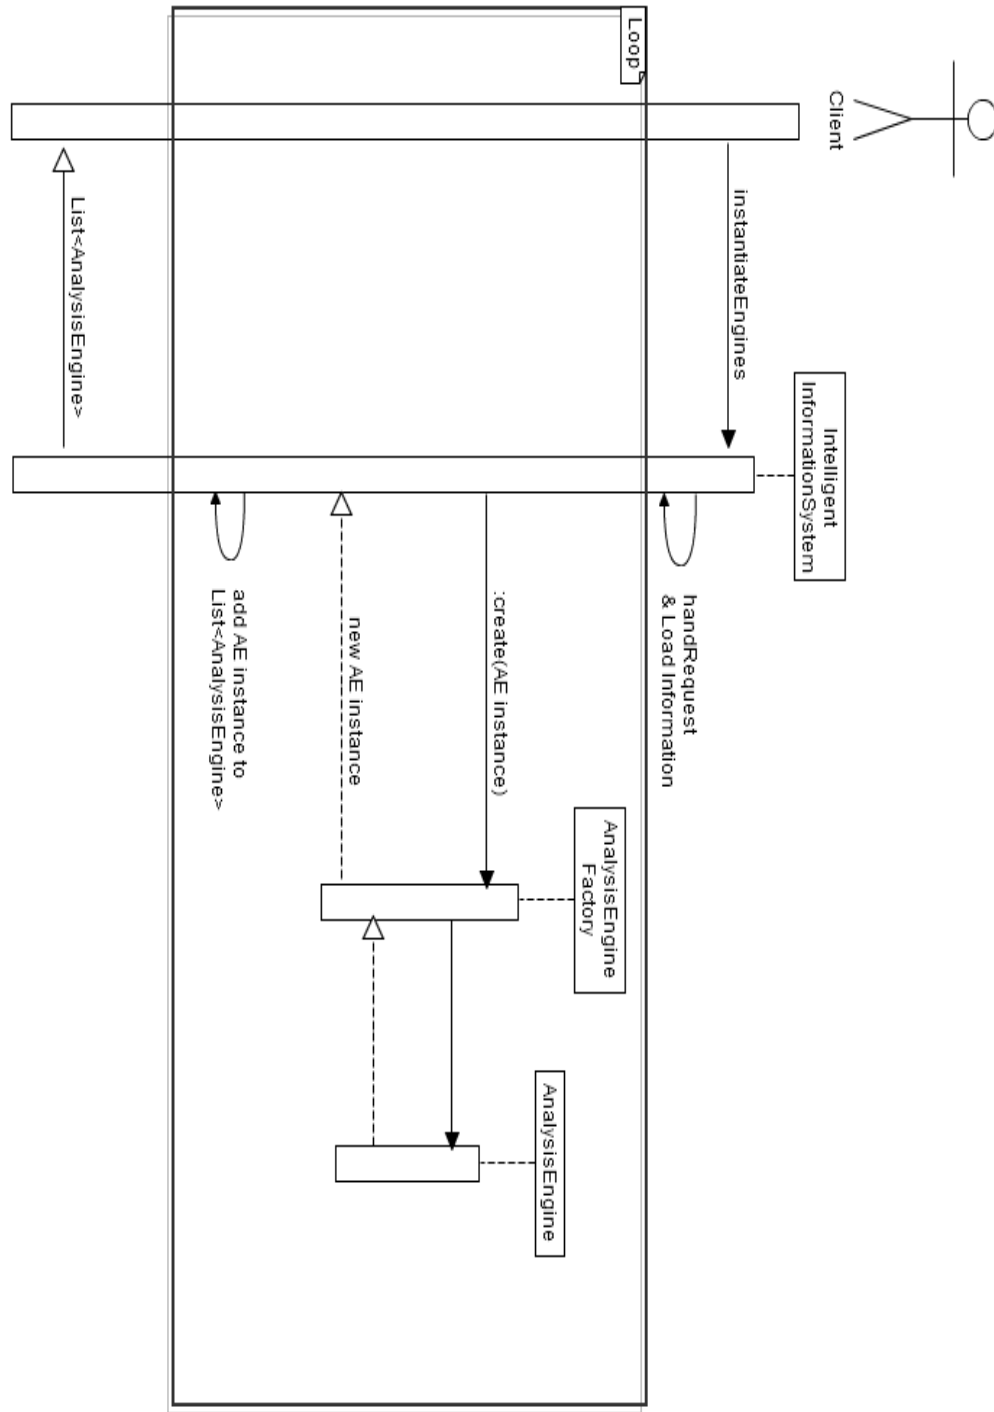 Loop
Client
instantiateEngines
Intelligent
InformationSystem
handRequest
& Load Information
:create(AE instance)
AnalysisEngine
Factory
AnalysisEngine
new AE instance
add AE instance to
List<AnalysisEngine>
List<AnalysisEngine>